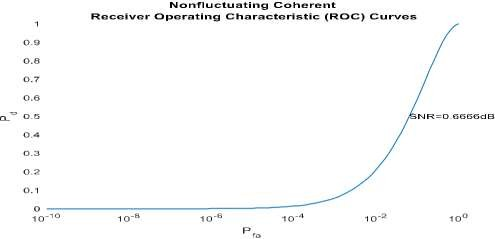 Nonfluctuating Coherent
Receiver Operating Characteristic (ROC) Curves
1
0.9
0.8
0.7
0.6
0.5
0.4
0.3
0.2
0.1
0
P_d
SNR=0.6666dB
10^-10 10^-8 10^-6 10^-4 10^-2 10^0
P_fa